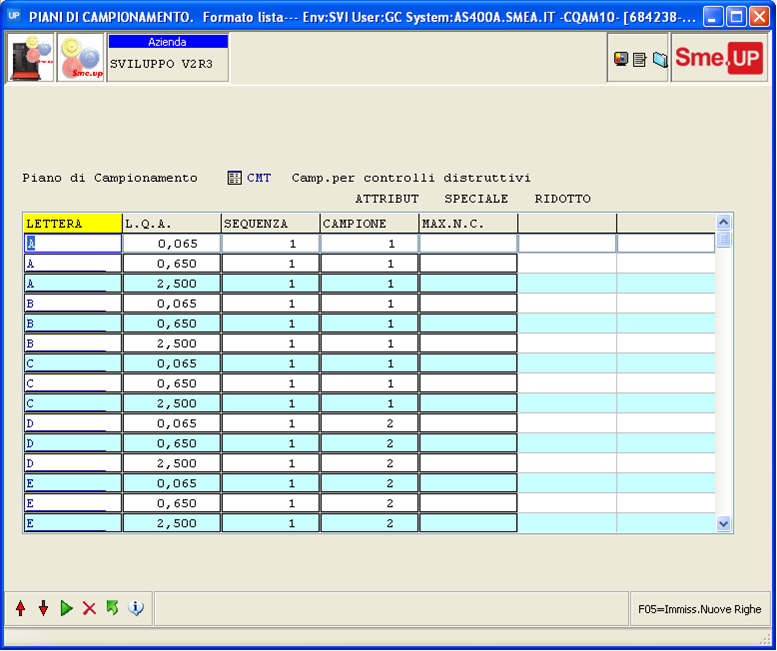 UP PIANI DI CAMPIONAMENTO. Formato lista--- Env:SVI User:GC System:AS400A.SMEA.IT -CQAM10- [684238-...
Sme.up
Azienda
SVILUPPO V2R3
Sme.UP
Piano di Campionamento CMT Camp.per controlli distruttivi
ATTRIBUT SPECIALE RIDOTTO
LETTERA L.Q.A. SEQUENZA CAMPIONE MAX.N.C.
A 0,065 1 1
A 0,650 1 1
A 2,500 1 1
B 0,065 1 1
B 0,650 1 1
B 2,500 1 1
C 0,065 1 1
C 0,650 1 1
C 2,500 1 1
D 0,065 1 2
D 0,650 1 2
D 2,500 1 2
E 0,065 1 2
E 0,650 1 2
E 2,500 1 2
F05=Immiss.Nuove Righe